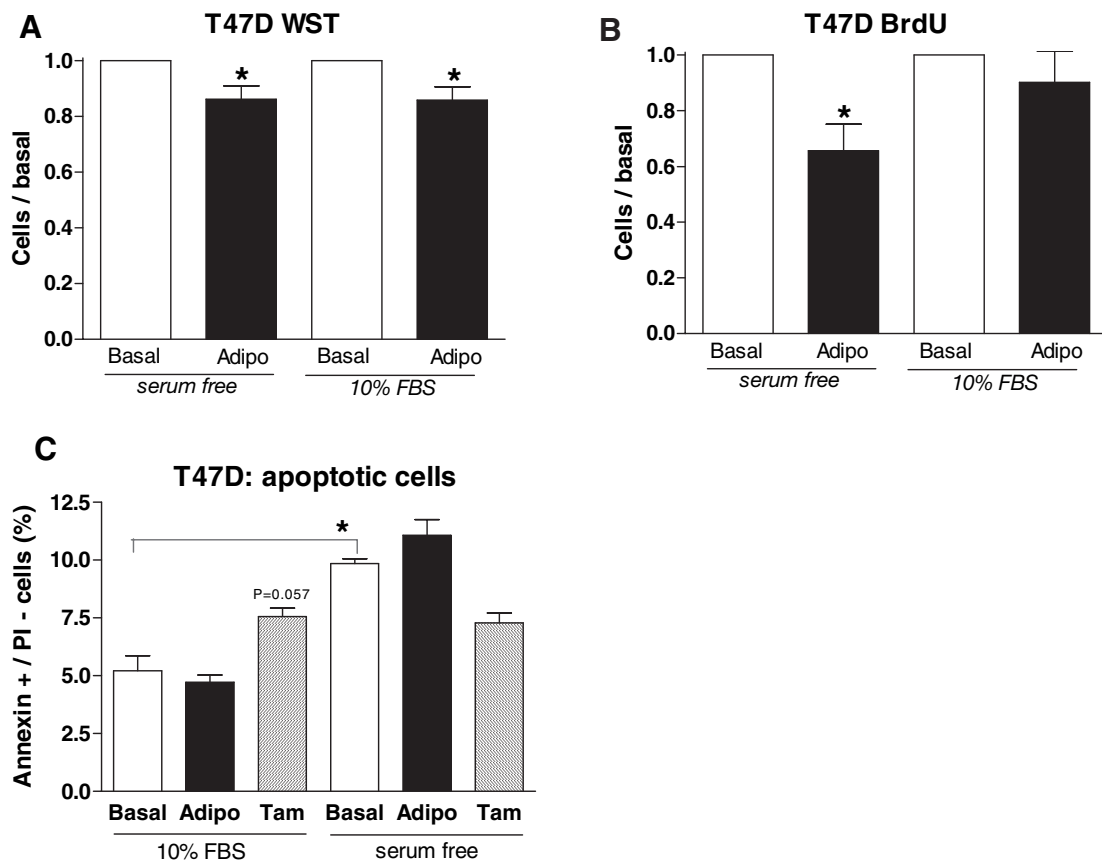 A
T47D WST
Cells / basal
1.0
0.8
0.6
0.4
0.2
0.0
*
*
Basal
Adipo
Basal
Adipo
serum free
10% FBS
B
T47D BrdU
Cells / basal
1.0
0.8
0.6
0.4
0.2
0.0
*
Basal
Adipo
Basal
Adipo
serum free
10% FBS
C
T47D: apoptotic cells
Annexin + / PI - cells (%)
12.5
10.0
7.5
5.0
2.5
0.0
*
P=0.057
Basal
Adipo
Tam
Basal
Adipo
Tam
10% FBS
serum free